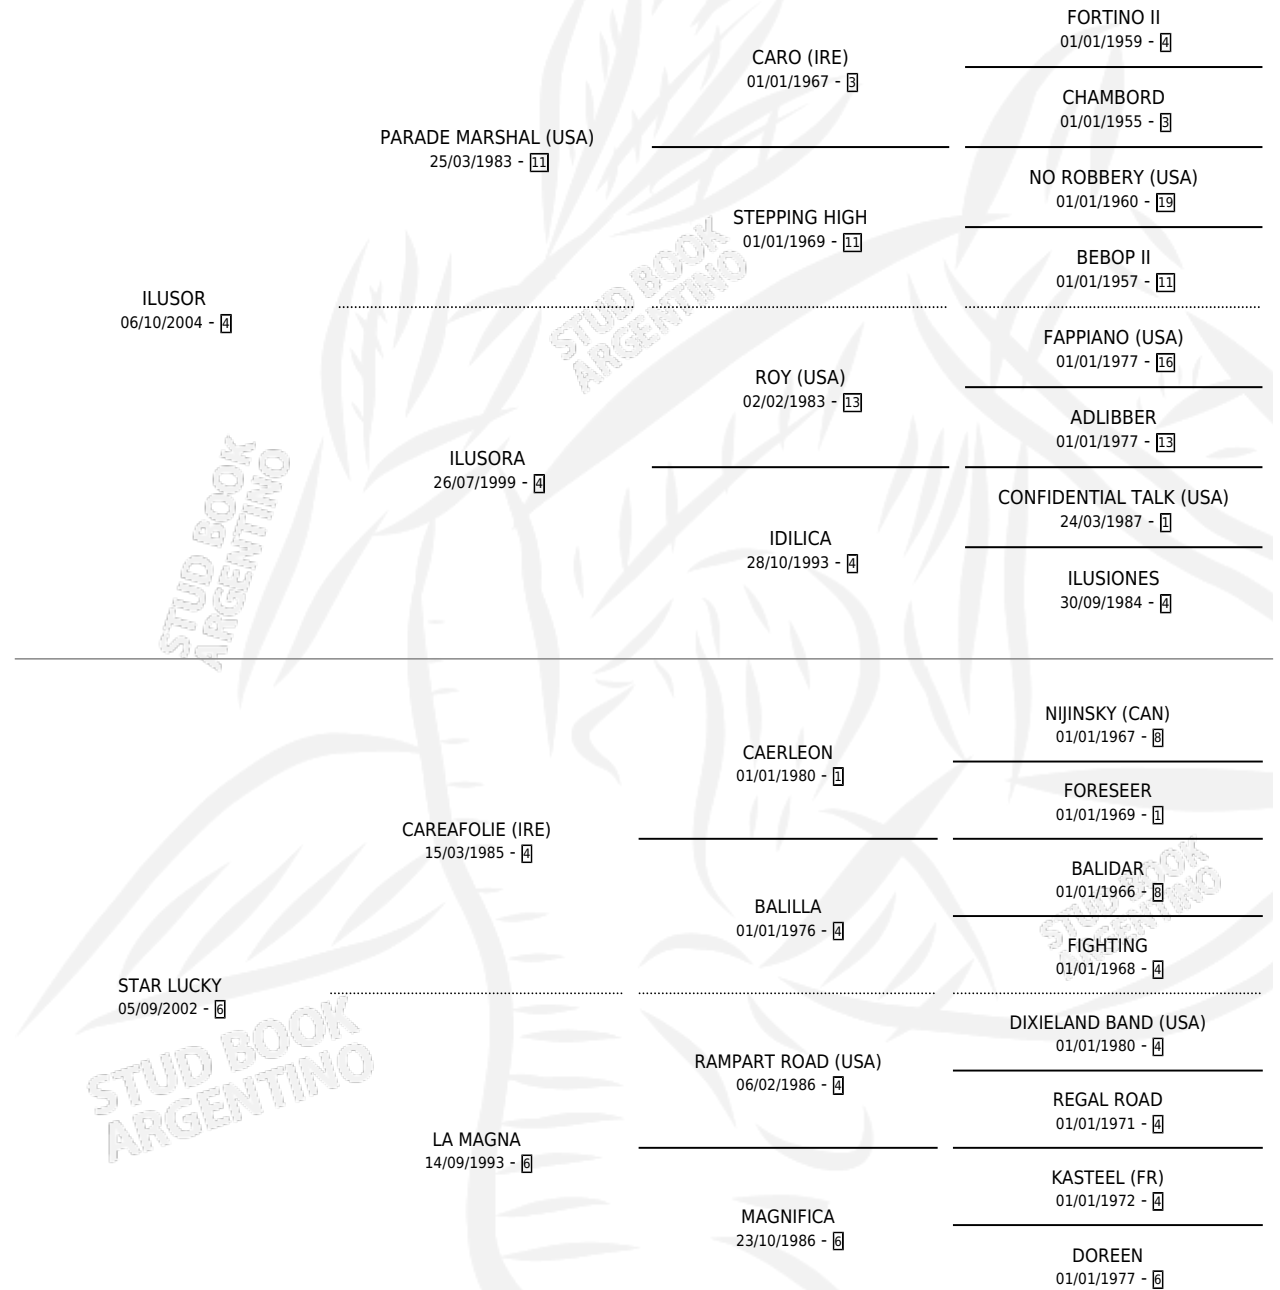 FORTINO II
01/01/1959 - 4
CARO (IRE)
01/01/1967 - 3
CHAMBORD
01/01/1955 - 3
PARADE MARSHAL (USA)
25/03/1983 - 11
NO ROBBERY (USA)
01/01/1960 - 19
STEPPING HIGH
01/01/1969 - 11
BEBOP II
01/01/1957 - 11
ILUSOR
06/10/2004 - 4
FAPPIANO (USA)
01/01/1977 - 16
ROY (USA)
02/02/1983 - 13
ADLIBBER
01/01/1977 - 13
ILUSORA
26/07/1999 - 4
CONFIDENTIAL TALK (USA)
24/03/1987 - 1
IDILICA
28/10/1993 - 4
ILUSIONES
30/09/1984 - 4
NIJINSKY (CAN)
01/01/1967 - 8
CAERLEON
01/01/1980 - 1
FORESEER
01/01/1969 - 1
CAREAFOLIE (IRE)
15/03/1985 - 4
BALIDAR
01/01/1966 - 8
BALILLA
01/01/1976 - 4
FIGHTING
01/01/1968 - 4
STAR LUCKY
05/09/2002 - 6
DIXIELAND BAND (USA)
01/01/1980 - 4
RAMPART ROAD (USA)
06/02/1986 - 4
REGAL ROAD
01/01/1971 - 4
LA MAGNA
14/09/1993 - 6
KASTEEL (FR)
01/01/1972 - 4
MAGNIFICA
23/10/1986 - 6
DOREEN
01/01/1977 - 6
STUD BOOK
ARGENTINO
STUD BOOK
ARGENTINO
STUD BOOK
ARGENTINO
STUD BOOK
ARGENTINO